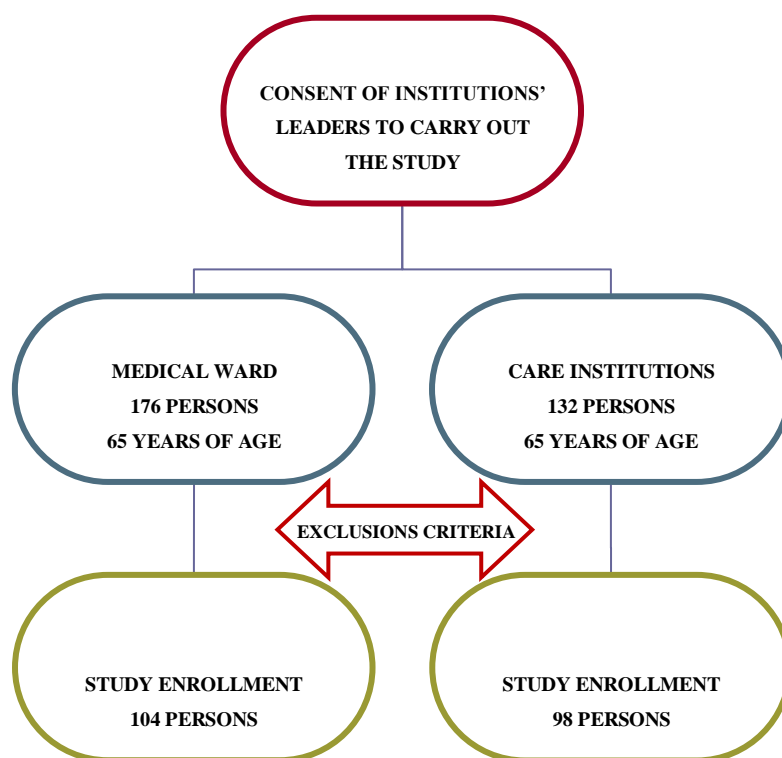 CONSENT OF INSTITUTIONS’
LEADERS TO CARRY OUT
THE STUDY
MEDICAL WARD
176 PERSONS
65 YEARS OF AGE
CARE INSTITUTIONS
132 PERSONS
65 YEARS OF AGE
EXCLUSIONS CRITERIA
STUDY ENROLLMENT
104 PERSONS
STUDY ENROLLMENT
98 PERSONS